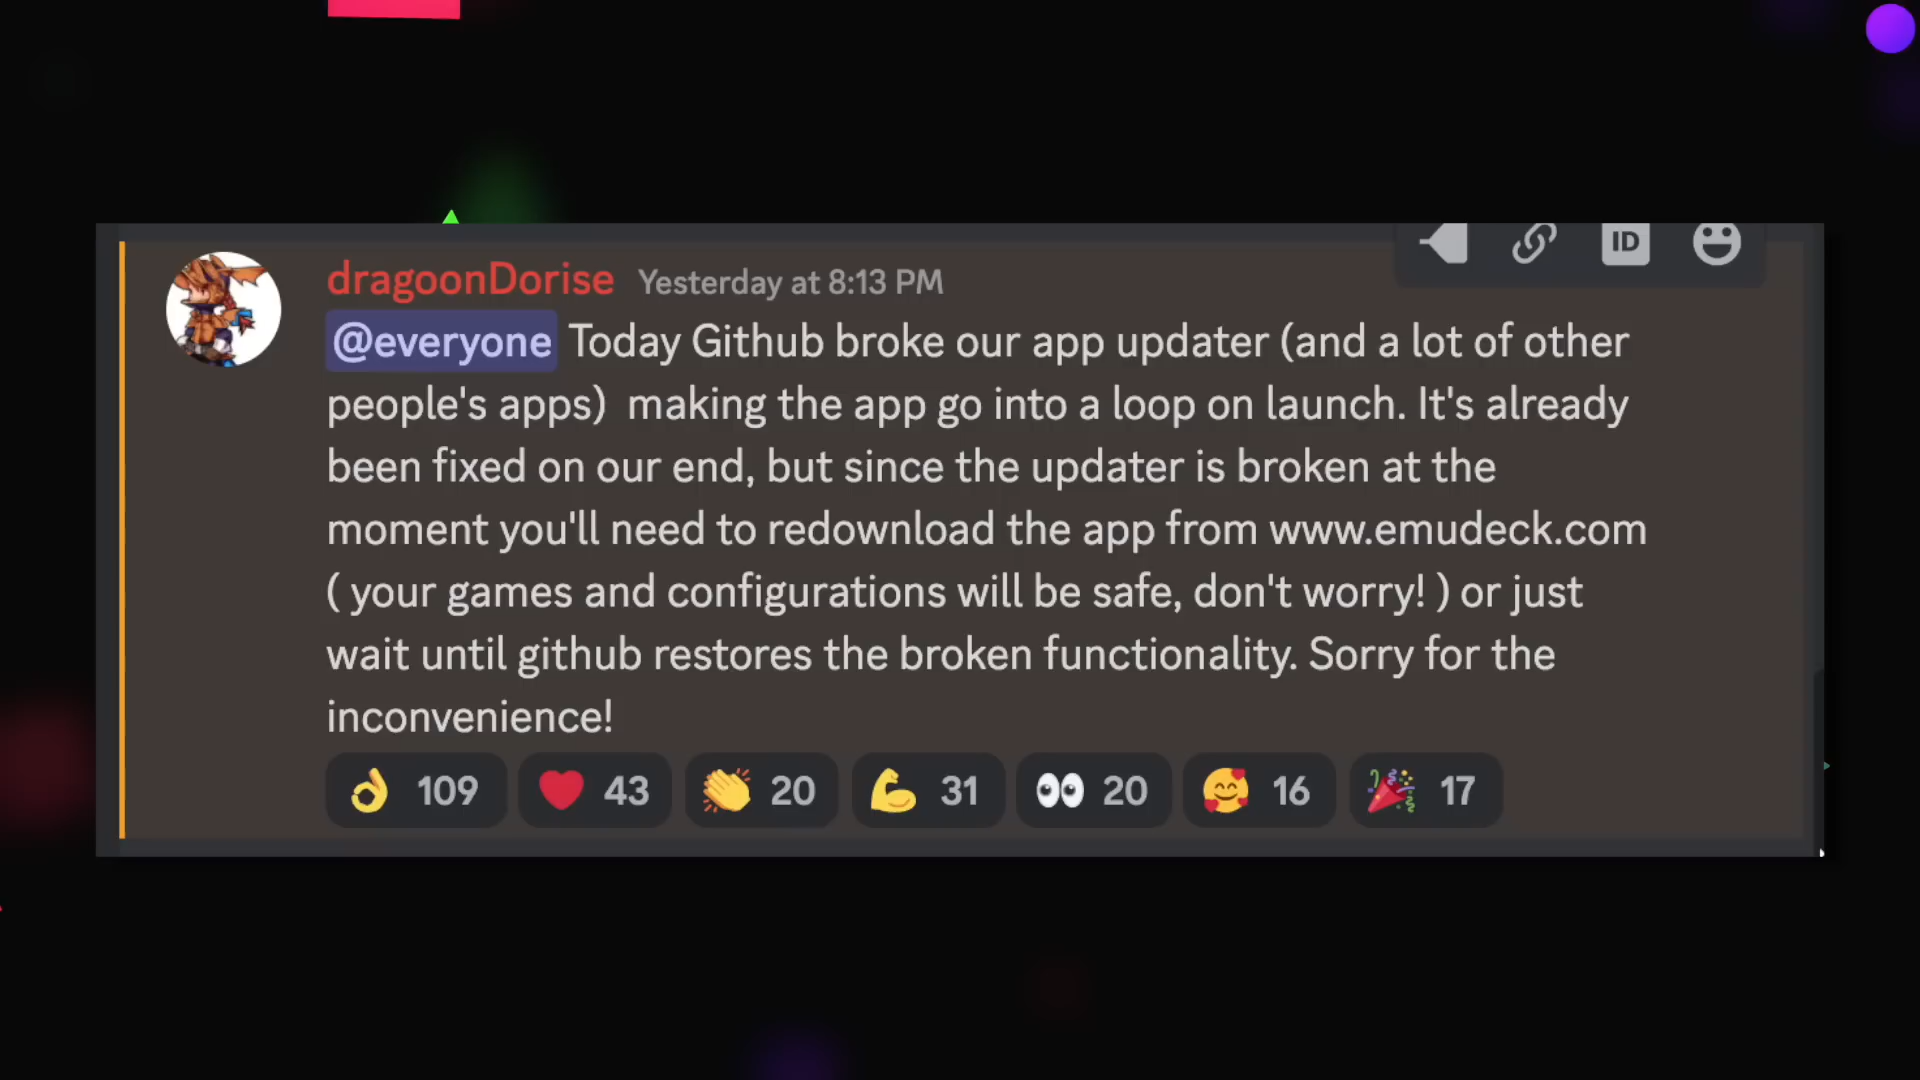 dragoonDorise Yesterday at 8:13 PM
ID
@everyone Today Github broke our app updater (and a lot of other
people's apps)  making the app go into a loop on launch. It's already
been fixed on our end, but since the updater is broken at the
moment you'll need to redownload the app from www.emudeck.com
( your games and configurations will be safe, don't worry! ) or just
wait until github restores the broken functionality. Sorry for the
inconvenience!
👌 109 ❤️ 43 👏 20 💪 31 👀 20 🥰 16 🎉 17